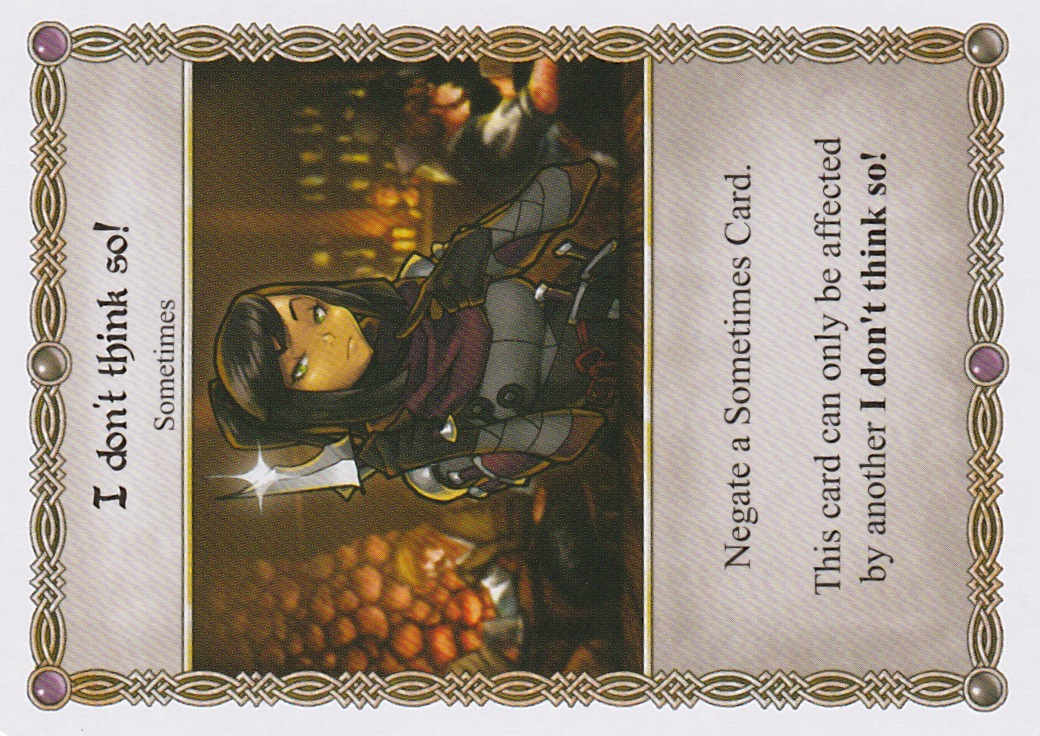 I don't think so!
Sometimes
Negate a Sometimes Card.
This card can only be affected
by another I don't think so!